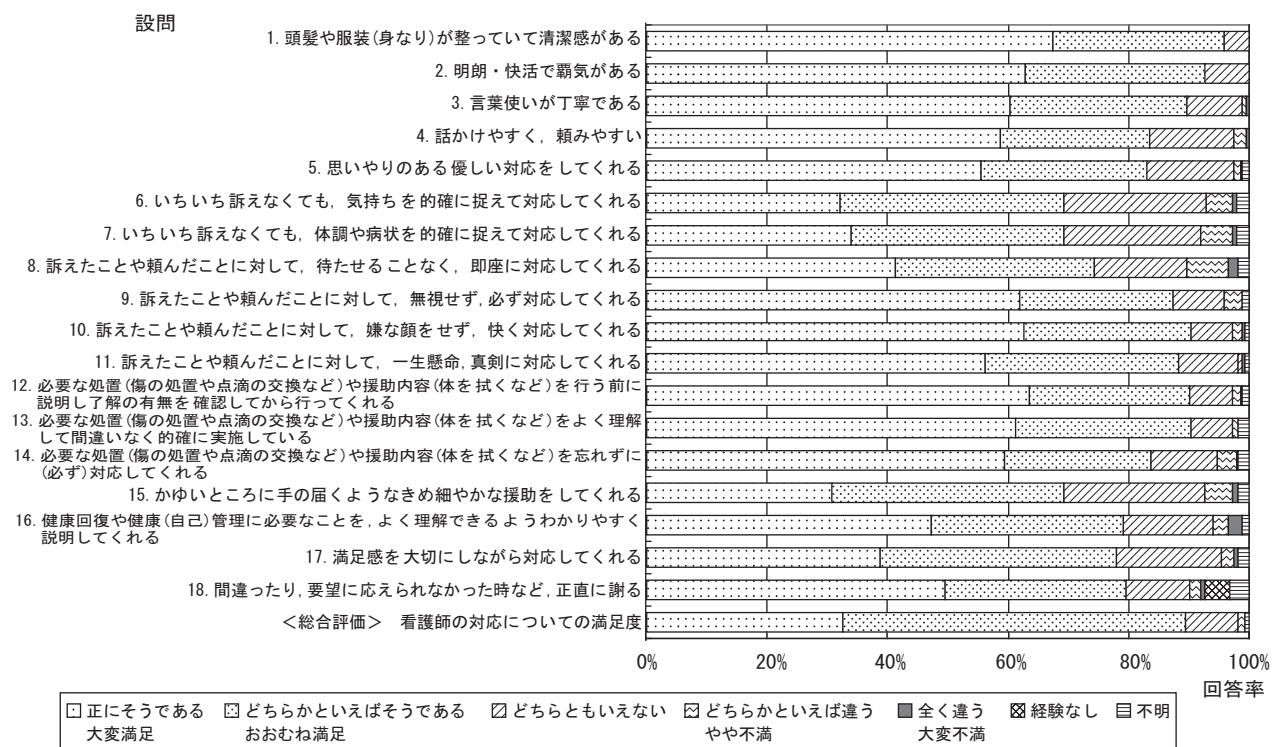 設問
1. 頭髪や服装(身なり)が整っていて清潔感がある
2. 明朗・快活で覇気がある
3. 言葉使いが丁寧である
4. 話かけやすく，頼みやすい
5. 思いやりのある優しい対応をしてくれる
6. いちいち訴えなくても，気持ちを的確に捉えて対応してくれる
7. いちいち訴えなくても，体調や病状を的確に捉えて対応してくれる
8. 訴えたことや頼んだことに対して，待たせることなく，即座に対応してくれる
9. 訴えたことや頼んだことに対して，無視せず,必ず対応してくれる
10. 訴えたことや頼んだことに対して，嫌な顔をせず，快く対応してくれる
11. 訴えたことや頼んだことに対して，一生懸命,真剣に対応してくれる
12. 必要な処置(傷の処置や点滴の交換など)や援助内容(体を拭くなど)を行う前に
説明し了解の有無を確認してから行ってくれる
13. 必要な処置(傷の処置や点滴の交換など)や援助内容(体を拭くなど)をよく理解
して間違いなく的確に実施している
14. 必要な処置(傷の処置や点滴の交換など)や援助内容(体を拭くなど)を忘れずに
(必ず)対応してくれる
15. かゆいところに手の届くようなきめ細やかな援助をしてくれる
16. 健康回復や健康(自己)管理に必要なことを,よく理解できるようわかりやすく
説明してくれる
17. 満足感を大切にしながら対応してくれる
18. 間違ったり,要望に応えられなかった時など,正直に謝る
＜総合評価＞　看護師の対応についての満足度
0% 20% 40% 60% 80% 100%
回答率
正にそうである どちらかといえばそうである どちらともいえない どちらかといえば違う 全く違う 経験なし 不明
大変満足 おおむね満足 やや不満 大変不満